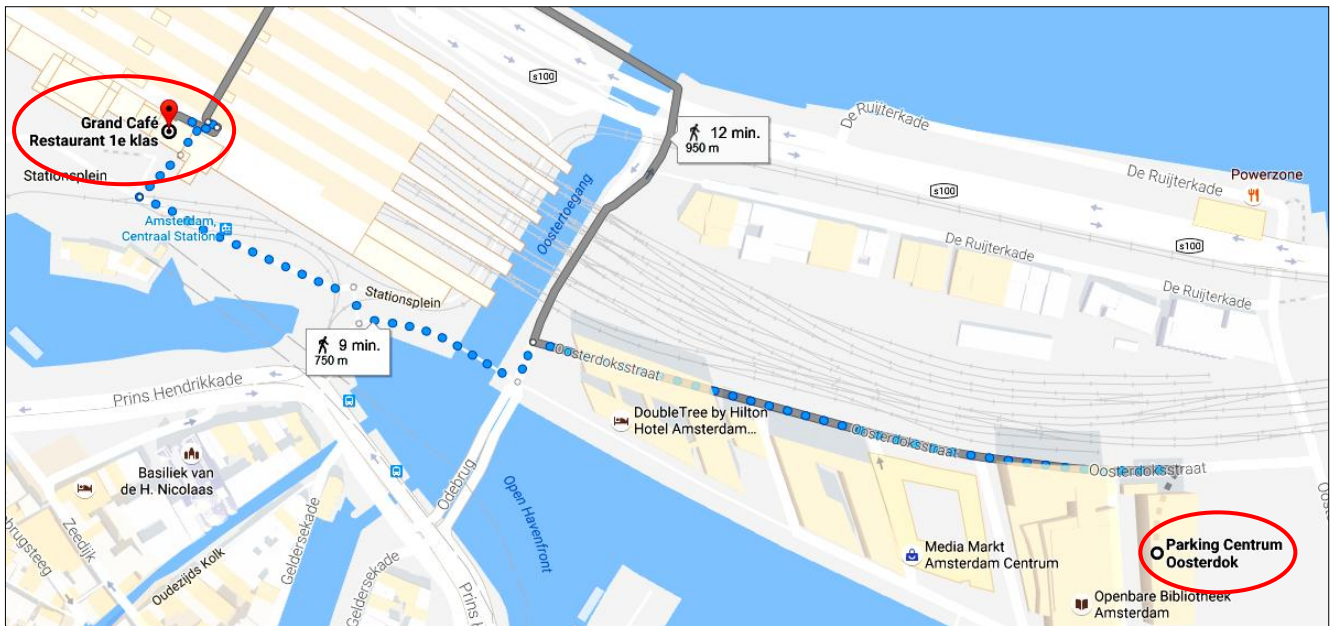 s100
De Ruijterkade
Grand Café
Restaurant 1e klas
12 min.
950 m
Stationsplein
Oostertoegang
De Ruijterkade
Powerzone
s100
Amsterdam,
Centraal Station
De Ruijterkade
s100
Stationsplein
De Ruijterkade
9 min.
750 m
Oosterdoksstraat
Prins Hendrikkade
DoubleTree by Hilton
Hotel Amsterdam...
Oosterdoksstraat
Oosterdoksstraat
Basiliek van
de H. Nicolaas
Odebrug
Open Havenfront
Zeedijk
Geldersekade
Oudezijds Kolk
Geldersekade
Prins H
brugsteeg
Media Markt
Amsterdam Centrum
Parking Centrum
Oosterdok
Openbare Bibliotheek
Amsterdam